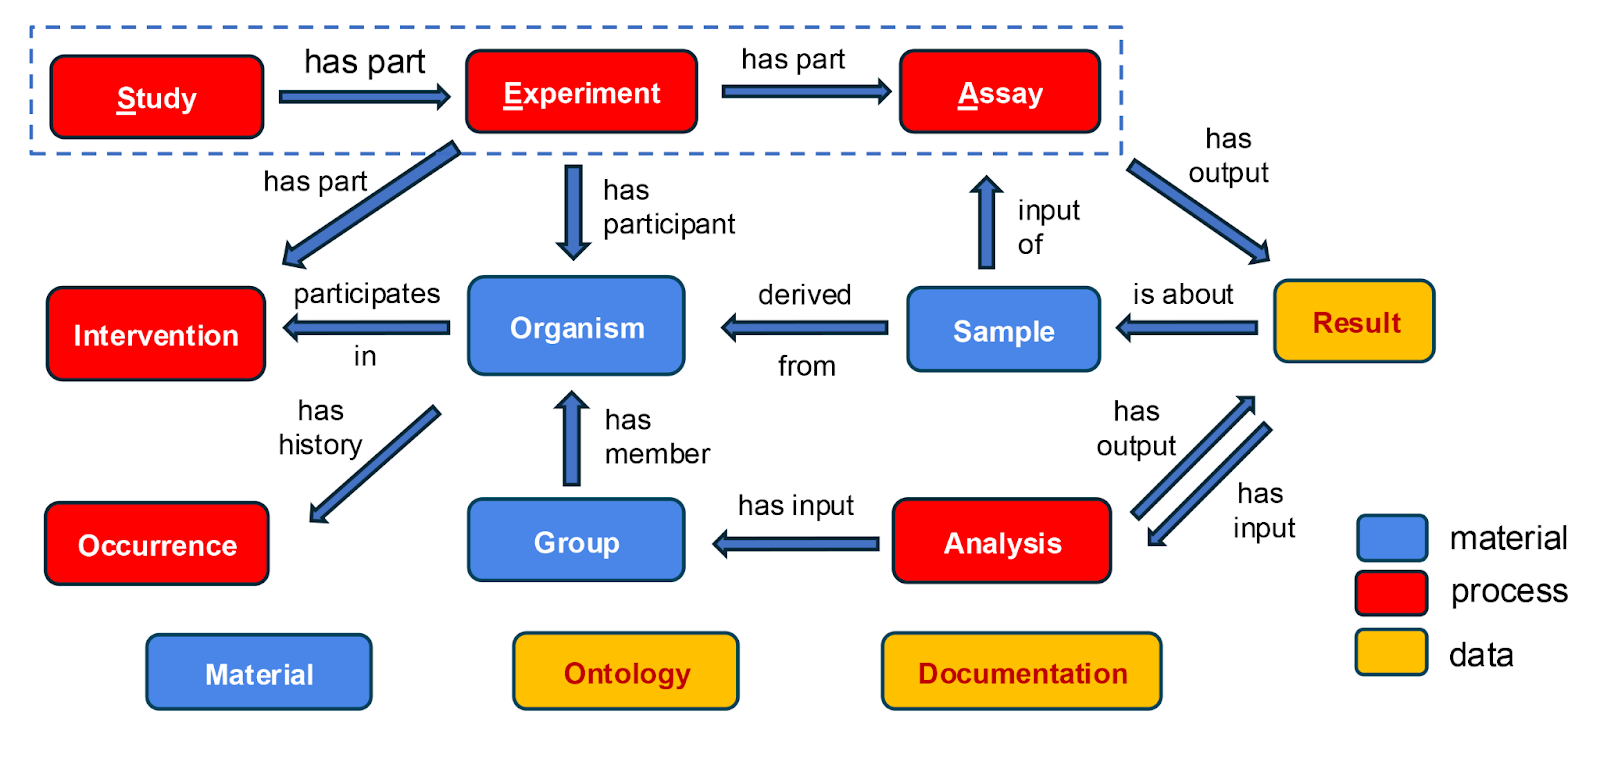 has part
has part
Study
Experiment
Assay
has
output
has part
has
participant
input
of
participates
in
derived
from
is about
Intervention
Organism
Sample
Result
has
history
has
member
has
output
has input
has
input
Occurrence
Group
Analysis
material
process
data
Material
Ontology
Documentation